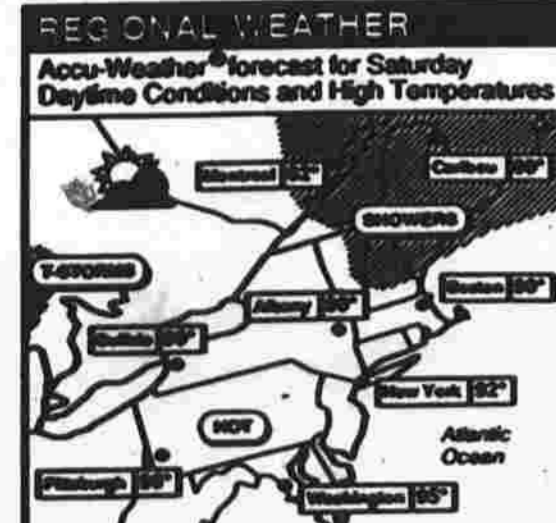 REGIONAL WEATHER
Accu-Weather® forecast for Saturday
Daytime Conditions and High Temperatures
Montreal
Caribou
SHOWERS
T-STORMS
Albany
Boston
Buffalo
New York 92°
HOT
Atlantic
Ocean
Pittsburgh
Washington 95°